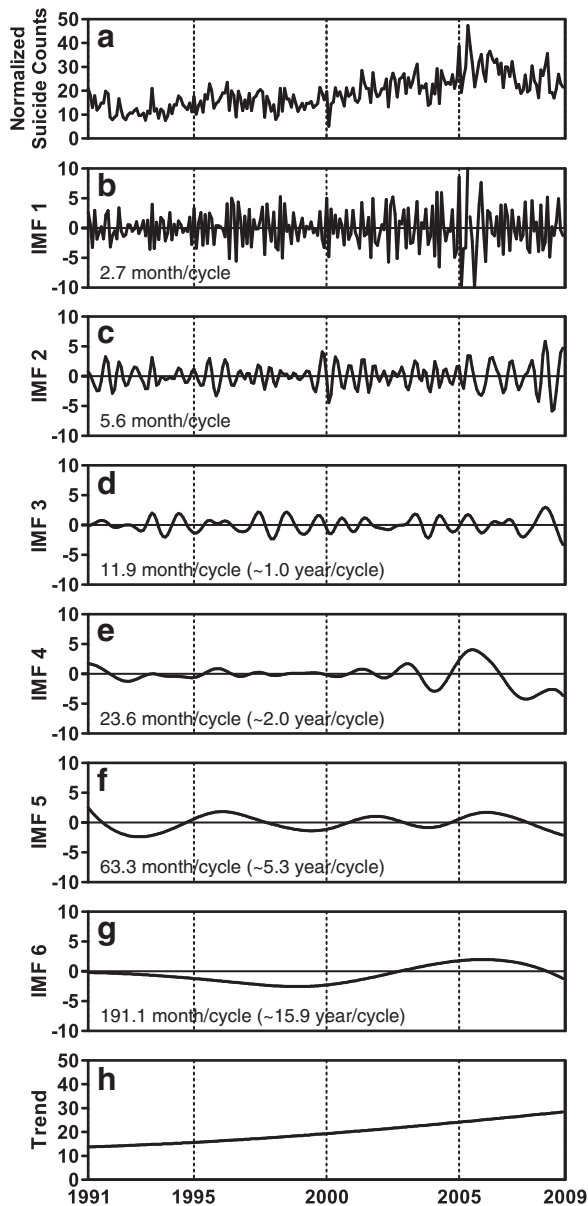 a
Normalized
Suicide Counts
50
40
30
20
10
0
b
IMF 1
10
5
0
-5
-10
2.7 month/cycle
c
IMF 2
10
5
0
-5
-10
5.6 month/cycle
d
IMF 3
10
5
0
-5
-10
11.9 month/cycle (~1.0 year/cycle)
e
IMF 4
10
5
0
-5
-10
23.6 month/cycle (~2.0 year/cycle)
f
IMF 5
10
5
0
-5
-10
63.3 month/cycle (~5.3 year/cycle)
g
IMF 6
10
5
0
-5
-10
191.1 month/cycle (~15.9 year/cycle)
h
Trend
50
40
30
20
10
0
1991 1995 2000 2005 2009